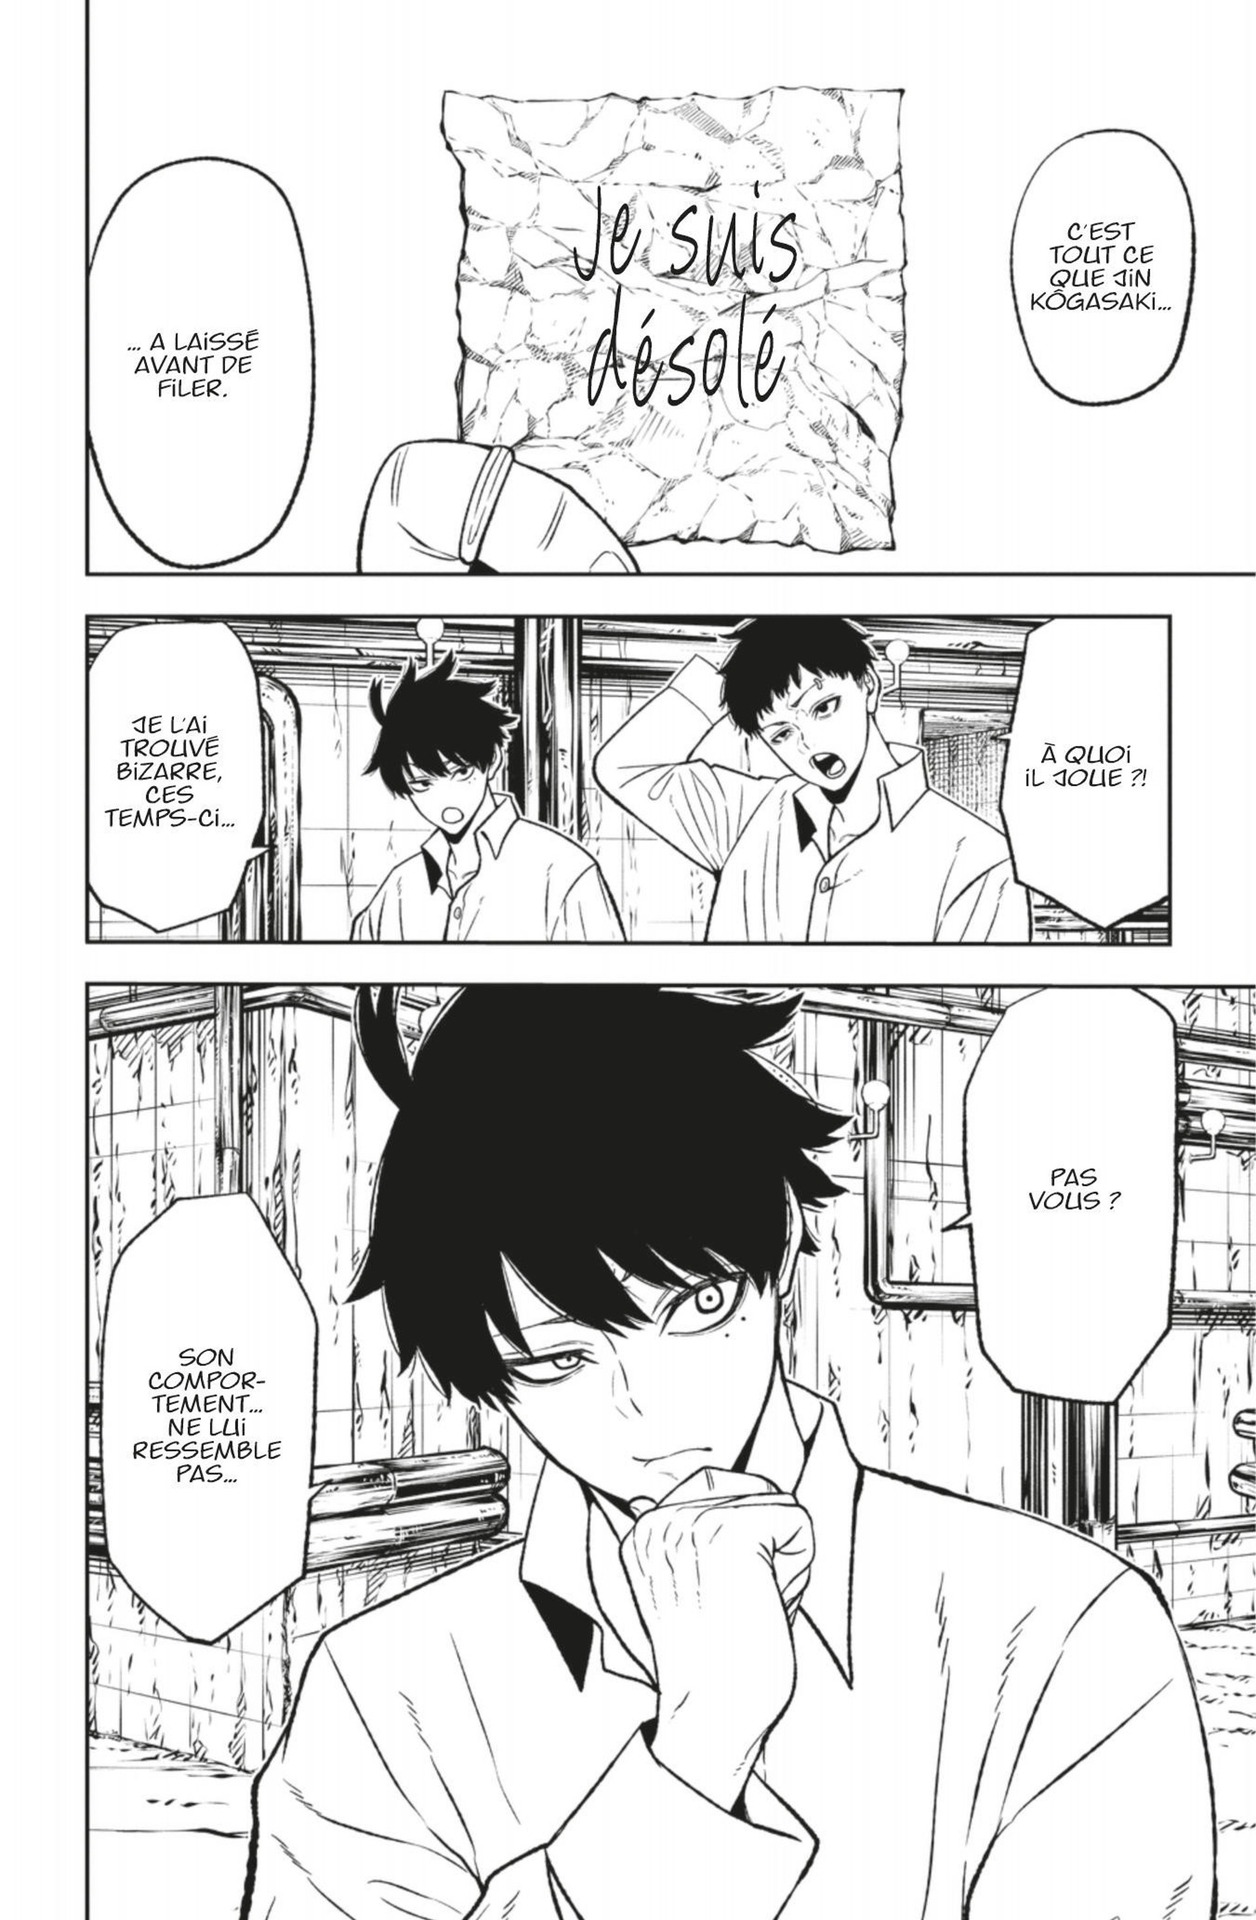 C'EST
TOUT CE
QUE JiN
KÔGASAKi...
Je suis
désolé
... A LAiSSÉ
AVANT DE
FiLER.
À QUOi
iL JOUE ?!
JE L'Ai
TROUVÉ
BiZARRE,
CES
TEMPS-Ci...
PAS
VOUS ?
SON
COMPOR-
TEMENT...
NE LUi
RESSEMBLE
PAS...